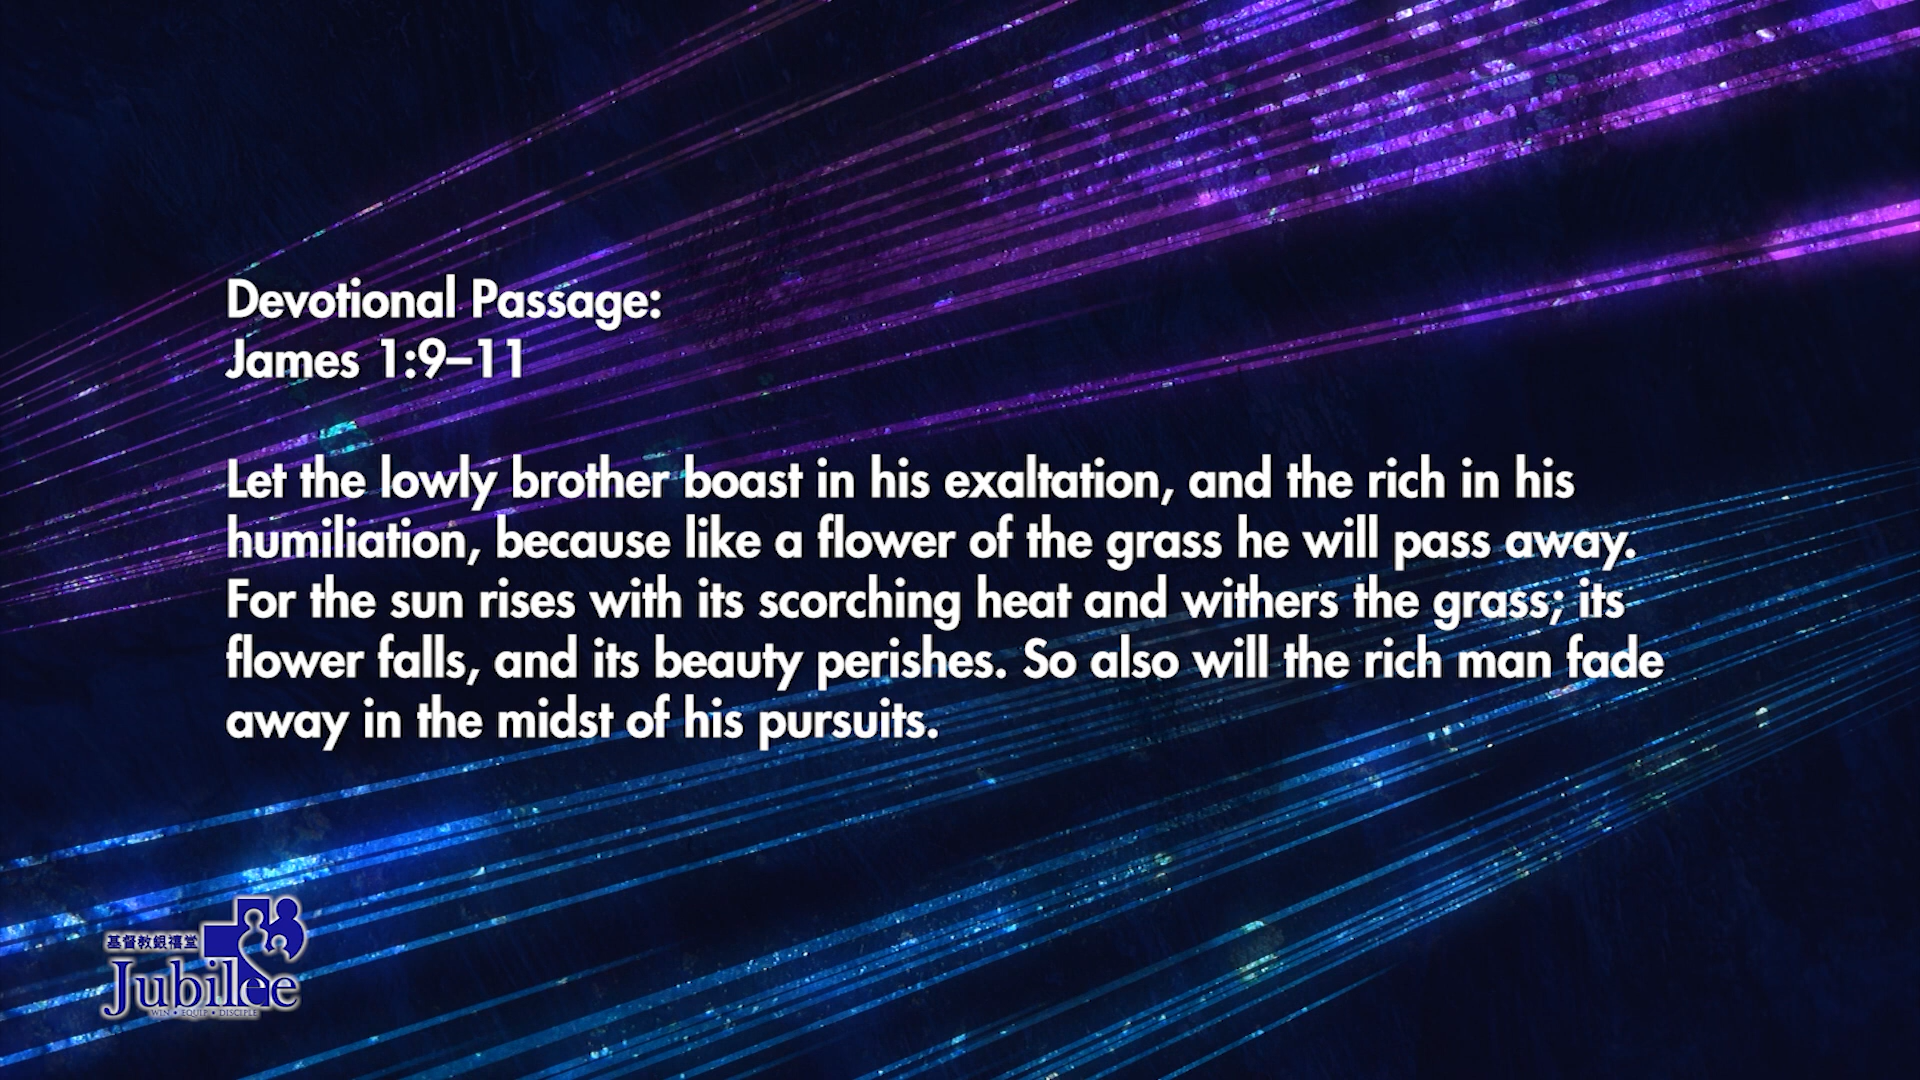 Devotional Passage:
James 1:9–11
Let the lowly brother boast in his exaltation, and the rich in his
humiliation, because like a flower of the grass he will pass away.
For the sun rises with its scorching heat and withers the grass; its
flower falls, and its beauty perishes. So also will the rich man fade
away in the midst of his pursuits.
基督教銀禧堂
Jubilee
WIN • EQUIP • DISCIPLE